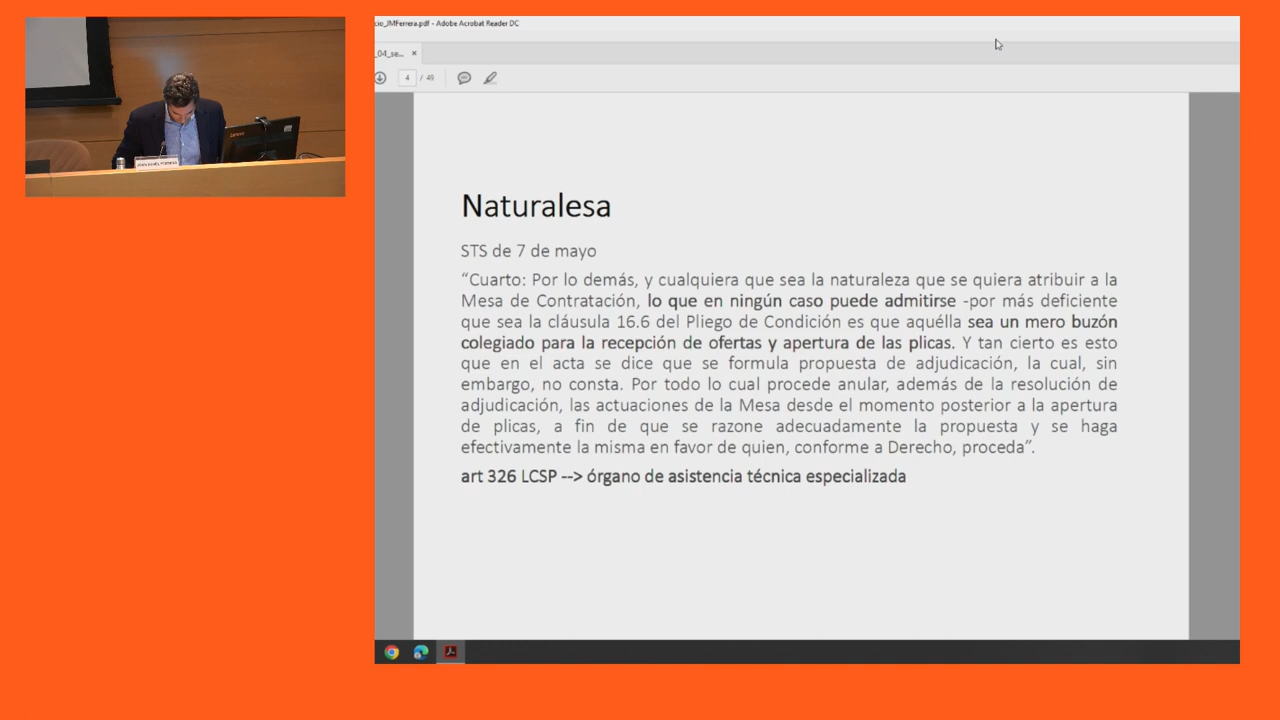 cio_JMFerrera.pdf - Adobe Acrobat Reader DC
_04_se... ×
4 / 49
Naturalesa
STS de 7 de mayo
“Cuarto: Por lo demás, y cualquiera que sea la naturaleza que se quiera atribuir a la
Mesa de Contratación, lo que en ningún caso puede admitirse -por más deficiente
que sea la cláusula 16.6 del Pliego de Condición es que aquélla sea un mero buzón
colegiado para la recepción de ofertas y apertura de las plicas. Y tan cierto es esto
que en el acta se dice que se formula propuesta de adjudicación, la cual, sin
embargo, no consta. Por todo lo cual procede anular, además de la resolución de
adjudicación, las actuaciones de la Mesa desde el momento posterior a la apertura
de plicas, a fin de que se razone adecuadamente la propuesta y se haga
efectivamente la misma en favor de quien, conforme a Derecho, proceda”.
art 326 LCSP --> órgano de asistencia técnica especializada